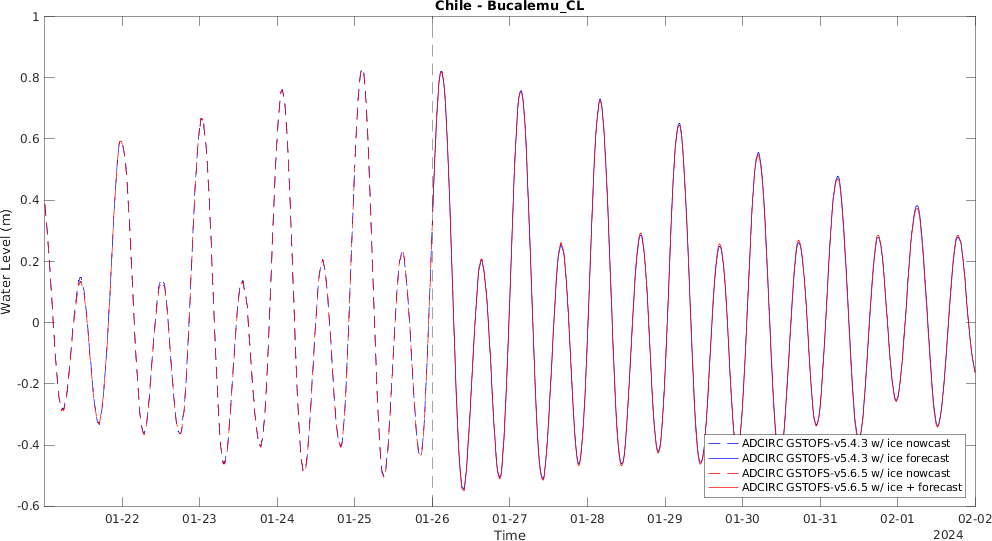 Chile - Bucalemu_CL
1
0.8
0.6
0.4
0.2
0
-0.2
-0.4
-0.6
Water Level (m)
ADCIRC GSTOFS-v5.4.3 w/ ice nowcast
ADCIRC GSTOFS-v5.4.3 w/ ice forecast
ADCIRC GSTOFS-v5.6.5 w/ ice nowcast
ADCIRC GSTOFS-v5.6.5 w/ ice + forecast
01-22 01-23 01-24 01-25 01-26 01-27 01-28 01-29 01-30 01-31 02-01 02-02
Time
2024